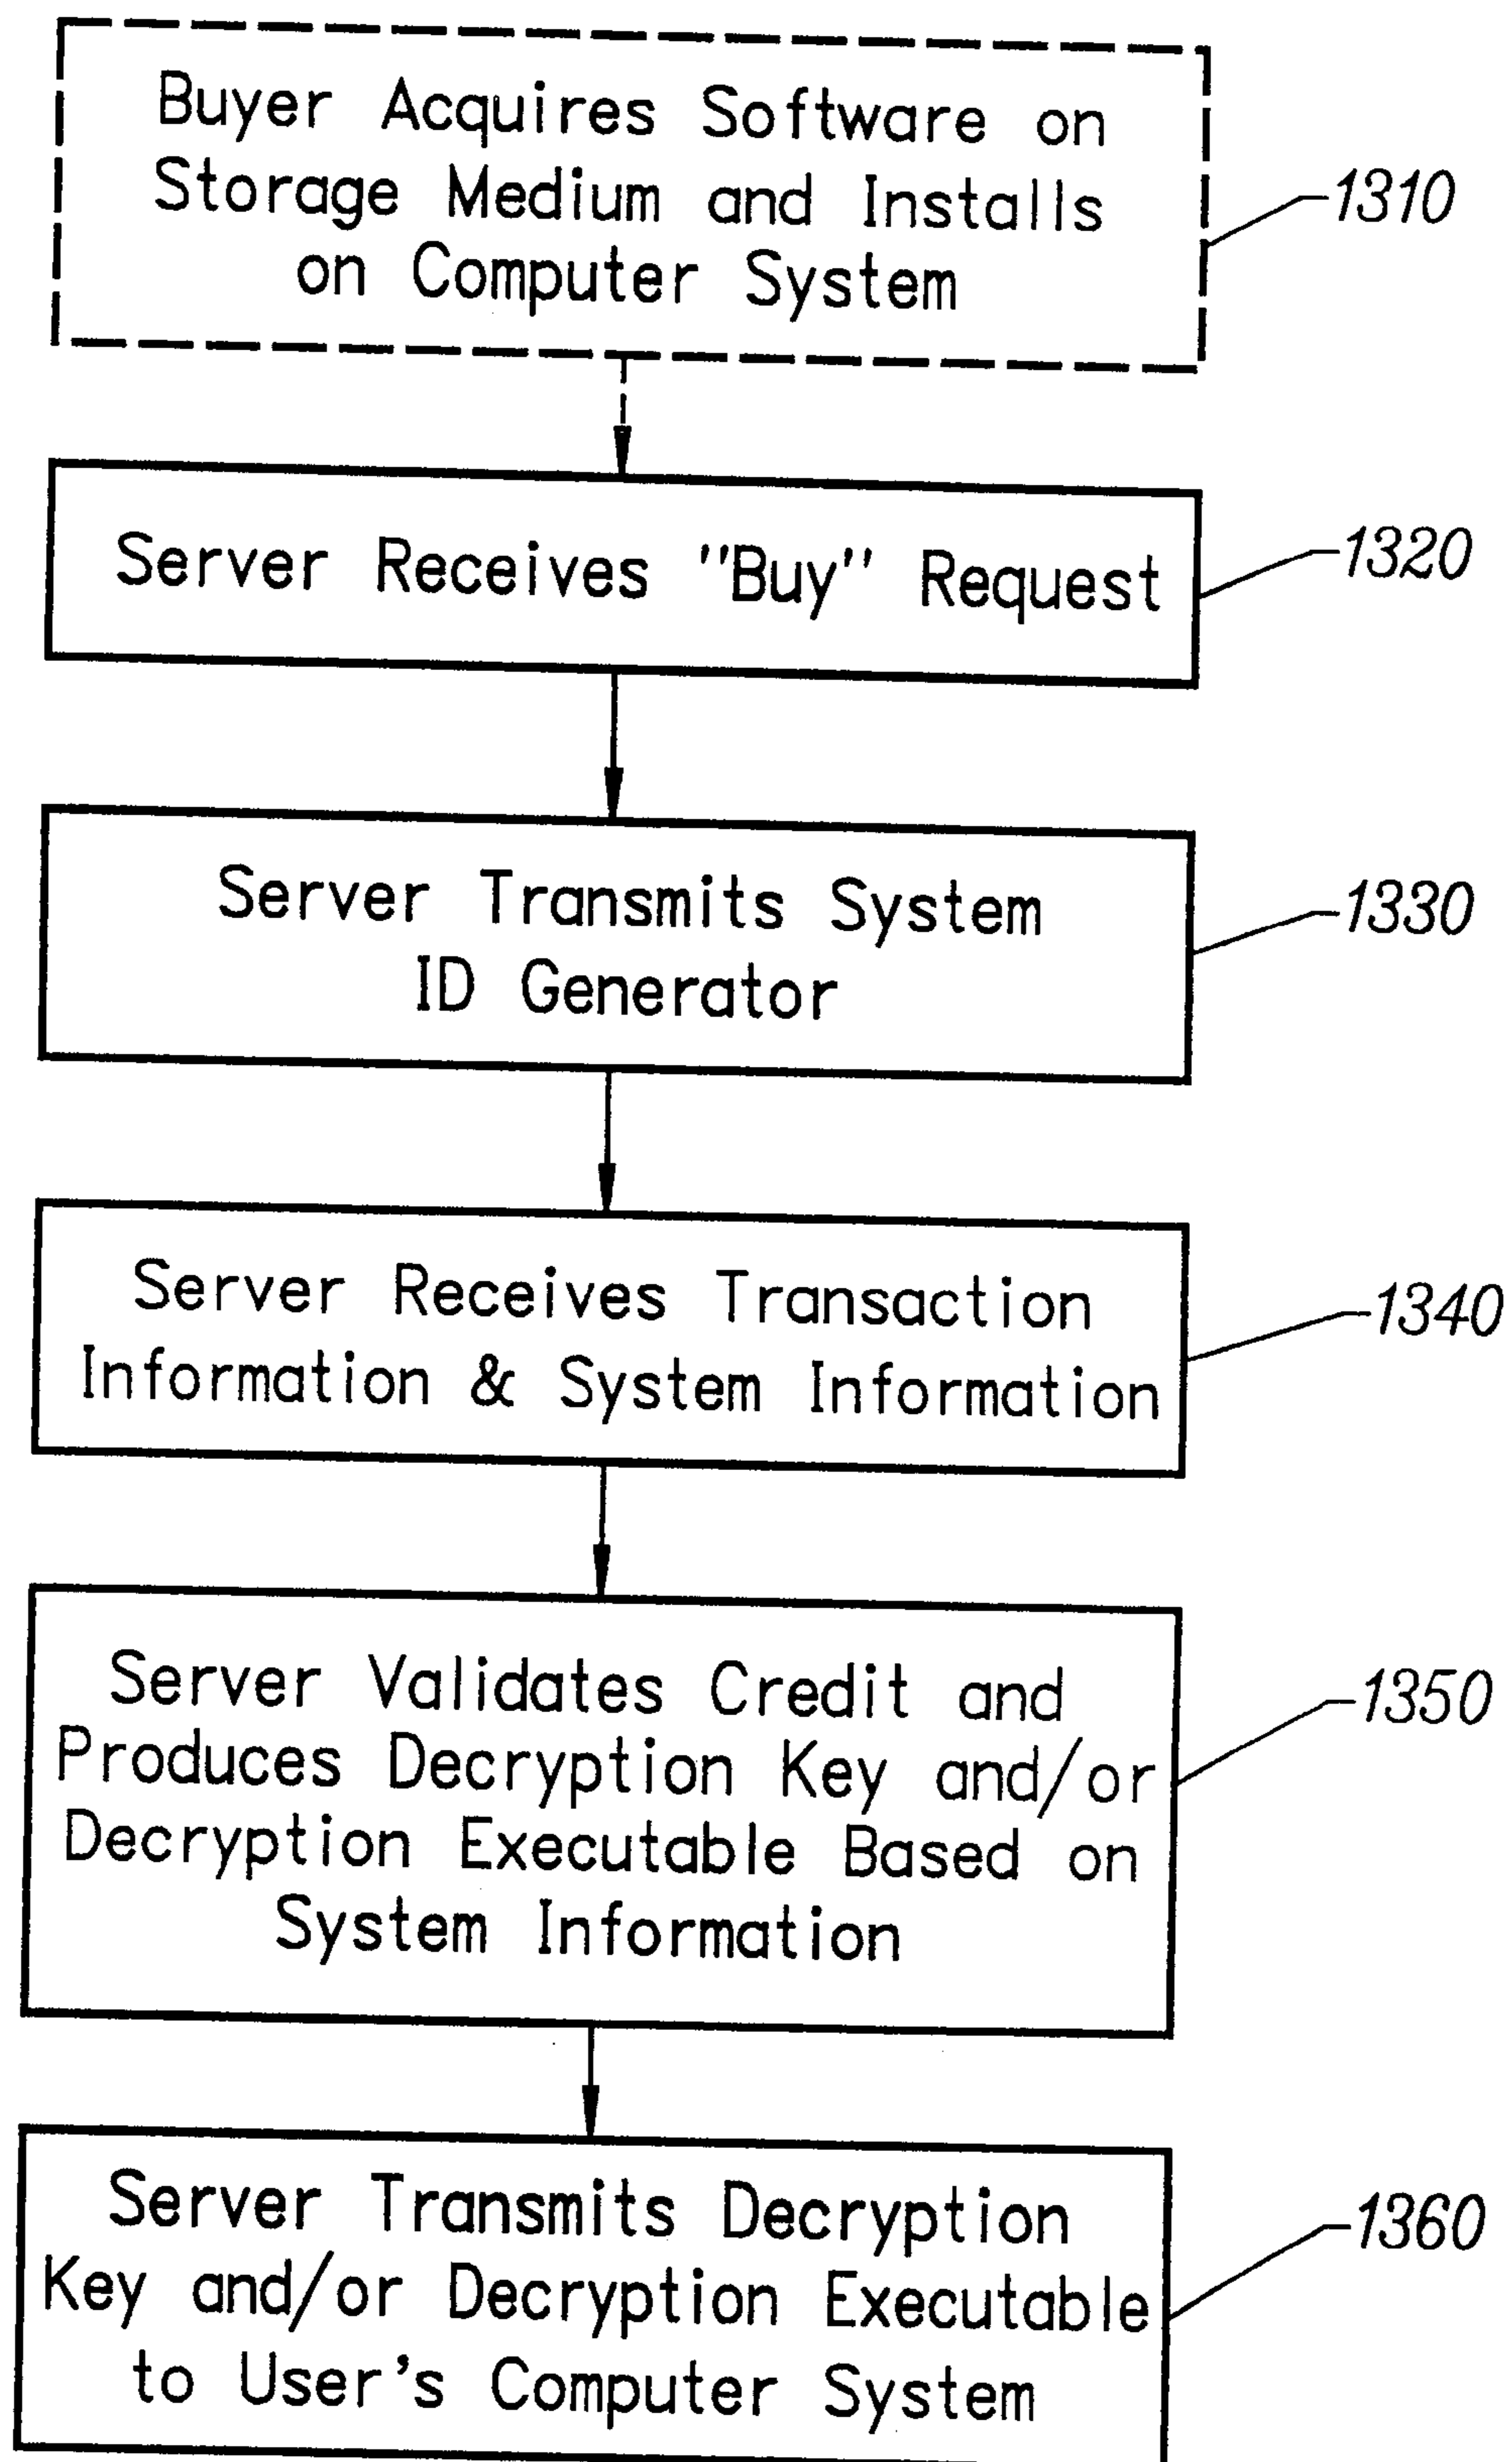 Buyer Acquires Software on
Storage Medium and Installs
on Computer System
1310
Server Receives "Buy" Request
1320
Server Transmits System
ID Generator
1330
Server Receives Transaction
Information & System Information
1340
Server Validates Credit and
Produces Decryption Key and/or
Decryption Executable Based on
System Information
1350
Server Transmits Decryption
Key and/or Decryption Executable
to User's Computer System
1360